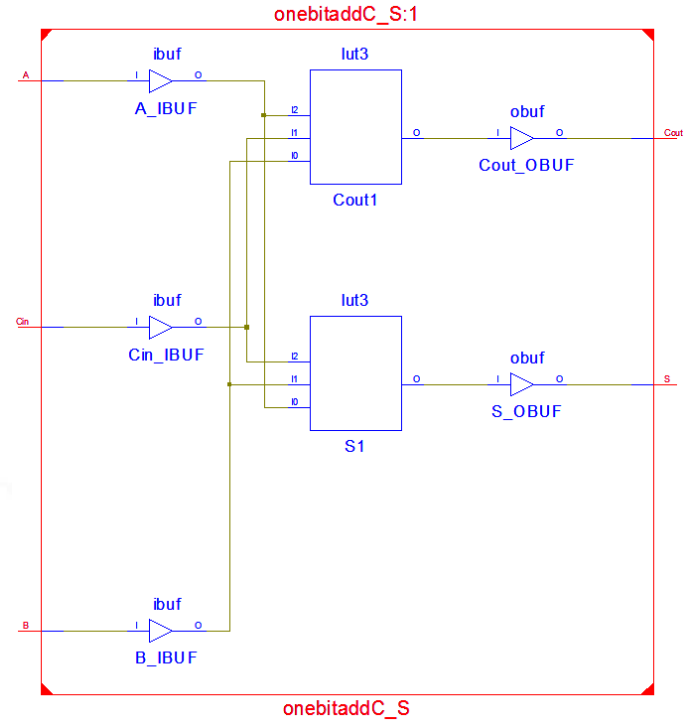 onebitaddC_S:1
ibuf
lut3
A
I
O
A_IBUF
I2
I1
I0
O
obuf
I
O
Cout
Cout_OBUF
Cout1
ibuf
lut3
Cin
I
O
Cin_IBUF
I2
I1
I0
O
obuf
I
O
S
S_OBUF
S1
ibuf
B
I
O
B_IBUF
onebitaddC_S